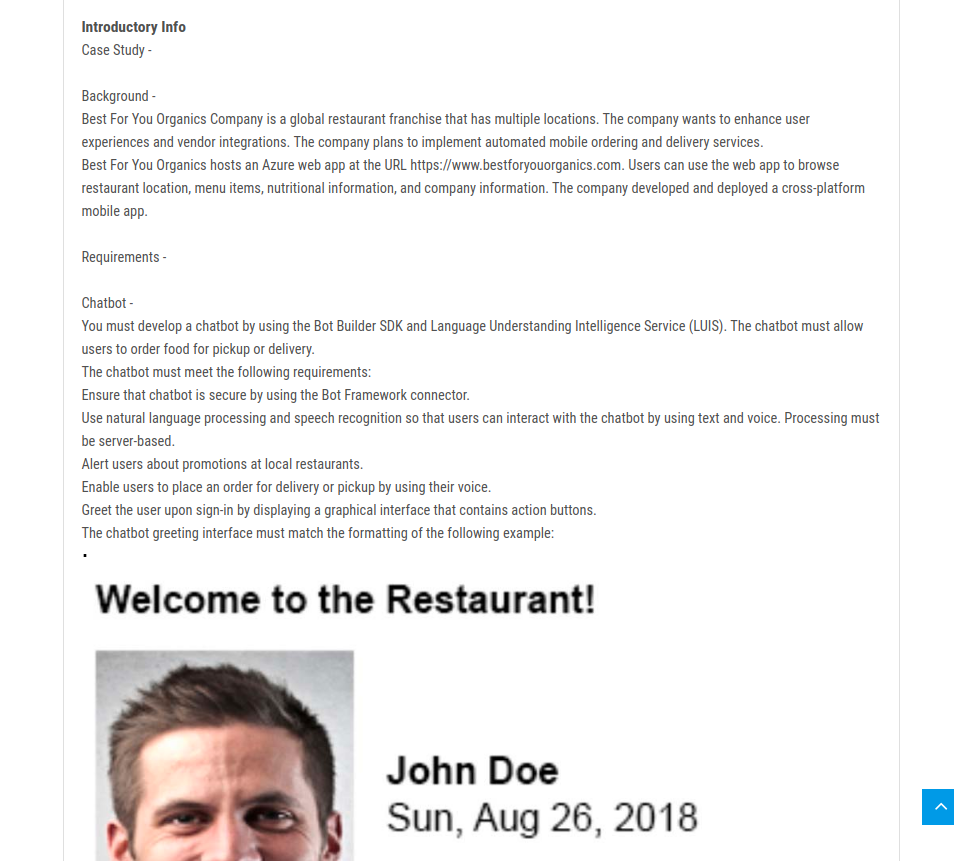 Introductory Info
Case Study -
Background -
Best For You Organics Company is a global restaurant franchise that has multiple locations. The company wants to enhance user
experiences and vendor integrations. The company plans to implement automated mobile ordering and delivery services.
Best For You Organics hosts an Azure web app at the URL https://www.bestforyouorganics.com. Users can use the web app to browse
restaurant location, menu items, nutritional information, and company information. The company developed and deployed a cross-platform
mobile app.
Requirements -
Chatbot -
You must develop a chatbot by using the Bot Builder SDK and Language Understanding Intelligence Service (LUIS). The chatbot must allow
users to order food for pickup or delivery.
The chatbot must meet the following requirements:
Ensure that chatbot is secure by using the Bot Framework connector.
Use natural language processing and speech recognition so that users can interact with the chatbot by using text and voice. Processing must
be server-based.
Alert users about promotions at local restaurants.
Enable users to place an order for delivery or pickup by using their voice.
Greet the user upon sign-in by displaying a graphical interface that contains action buttons.
The chatbot greeting interface must match the formatting of the following example:
Welcome to the Restaurant!
John Doe
Sun, Aug 26, 2018